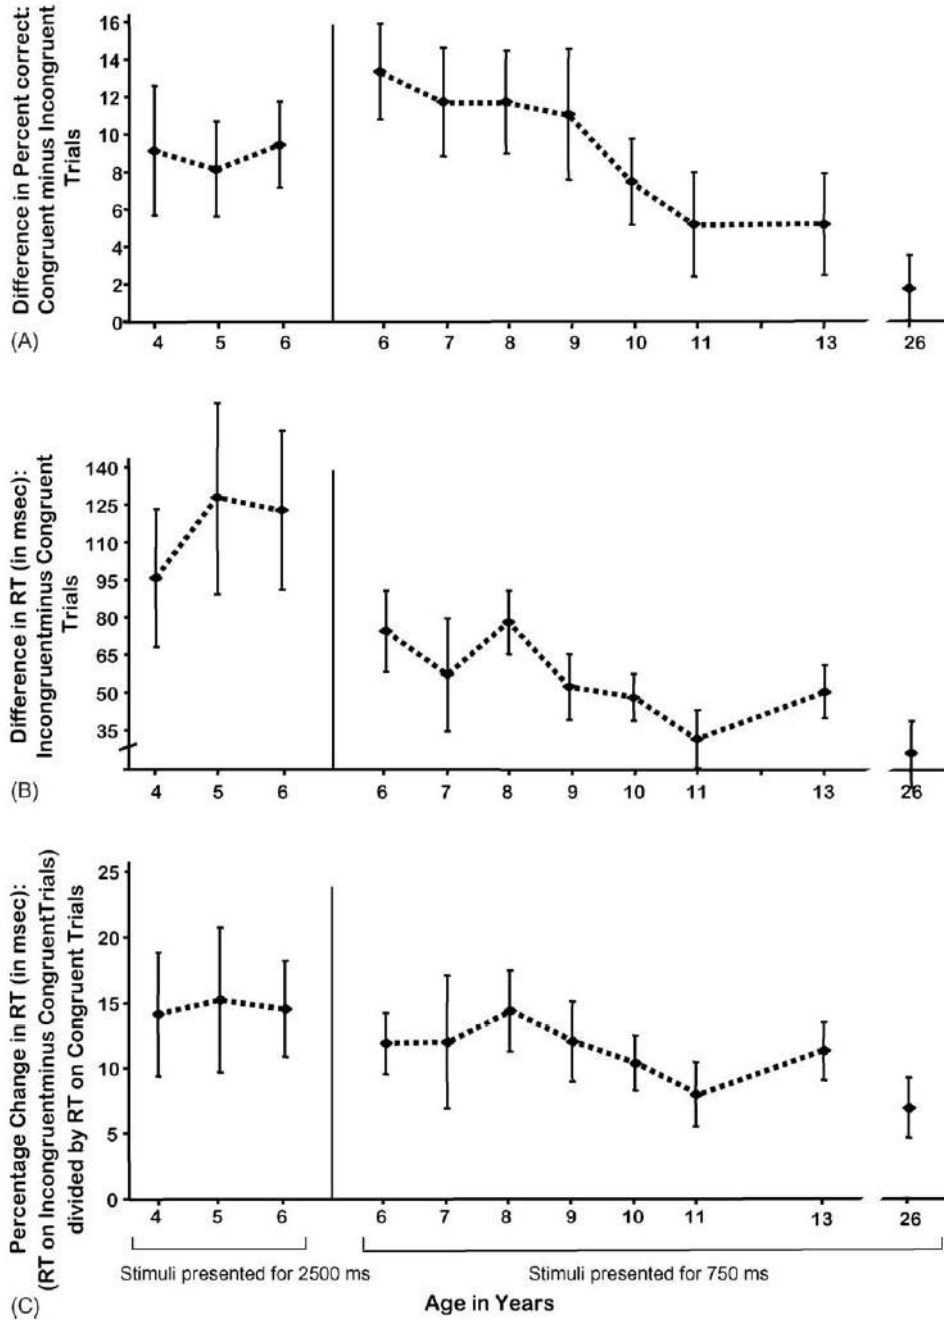 Difference in Percent correct:
Congruent minus Incongruent
Trials
16
14
12
10
8
6
4
2
0
(A)
4 5 6 6 7 8 9 10 11 13 26
Difference in RT (in msec):
Incongruentminus Congruent
Trials
140
125
110
95
80
65
50
35
(B)
4 5 6 6 7 8 9 10 11 13 26
Percentage Change in RT (in msec):
(RT on Incongruentminus CongruentTrials)
divided by RT on Congruent Trials
25
20
15
10
5
0
4 5 6 6 7 8 9 10 11 13 26
Stimuli presented for 2500 ms Stimuli presented for 750 ms
(C)
Age in Years